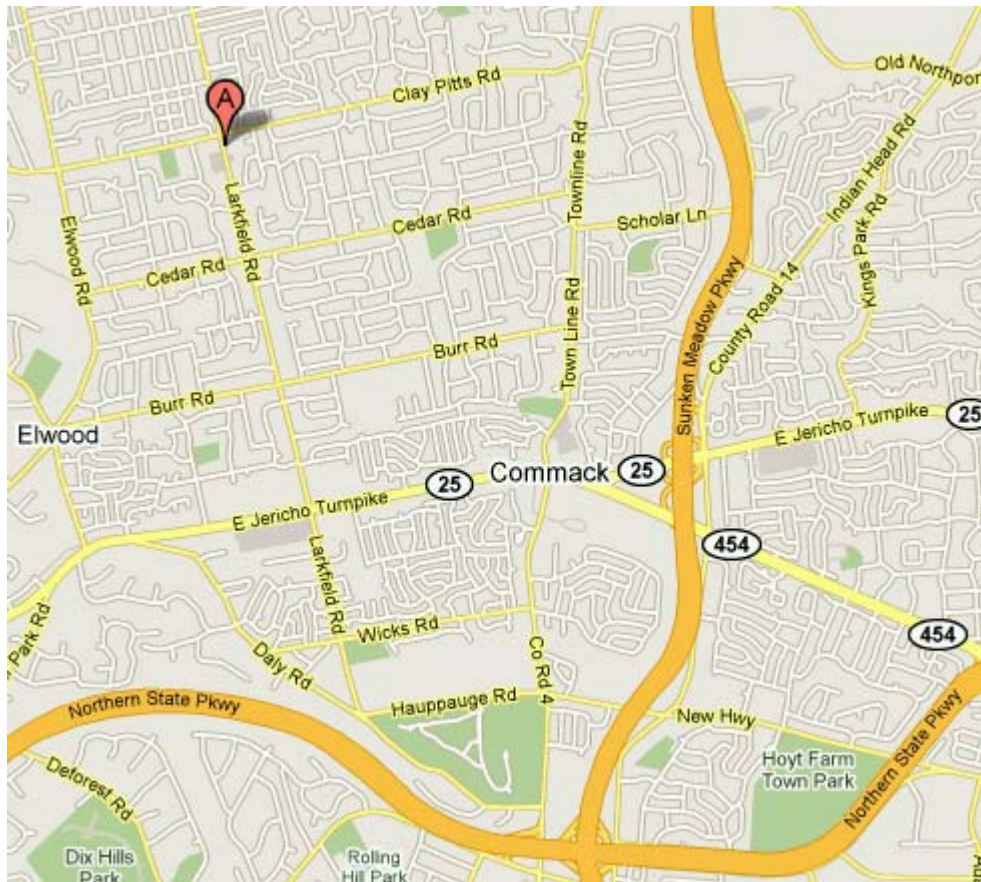 Old Northpor
Clay Pitts Rd
A
Indian Head Rd
Townline Rd
Larkfield Rd
Elwood Rd
Cedar Rd
Scholar Ln
Kings Park Rd
Cedar Rd
Sunken Meadow Pkwy
County Road 14
Town Line Rd
Burr Rd
Burr Rd
E Jericho Turnpike
25
Elwood
Commack
25
25
E Jericho Turnpike
454
Larkfield Rd
Park Rd
Wicks Rd
454
Daly Rd
Co Rd 4
Hauppauge Rd
Northern State Pkwy
New Hwy
Northern State Pkwy
Hoyt Farm
Town Park
Deforest Rd
Dix Hills
Park
Rolling
Hill Park